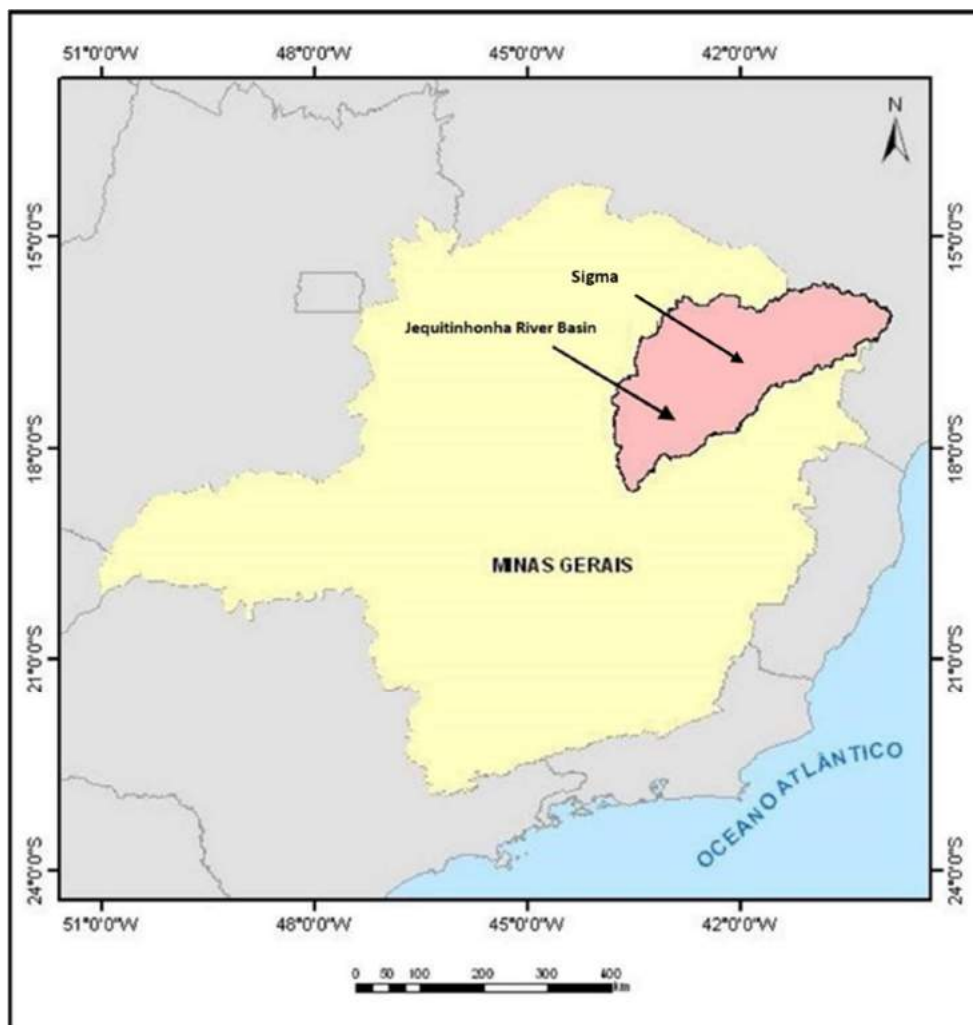 51°0'0"W 48°0'0"W 45°0'0"W 42°0'0"W
N
15°0'0"S 15°0'0"S
Sigma
Jequitinhonha River Basin
18°0'0"S 18°0'0"S
MINAS GERAIS
21°0'0"S 21°0'0"S
OCEANO ATLÂNTICO
24°0'0"S 24°0'0"S
51°0'0"W 48°0'0"W 45°0'0"W 42°0'0"W
0 50 100 200 300 400
km